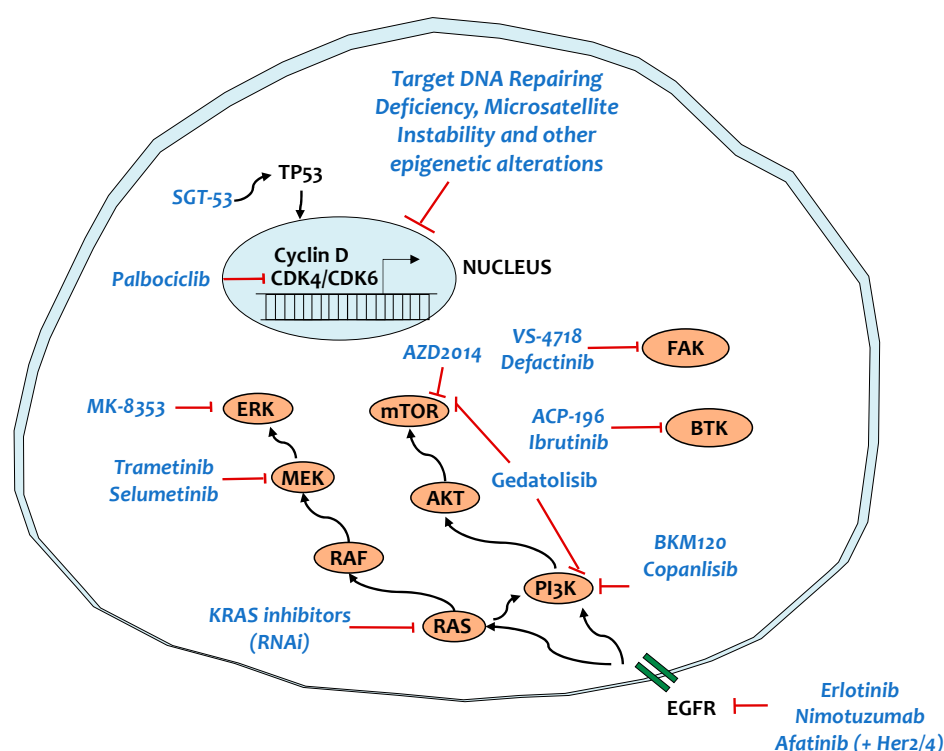 Target DNA Repairing
Deficiency, Microsatellite
Instability and other
epigenetic alterations
TP53
SGT-53
Cyclin D
CDK4/CDK6
NUCLEUS
Palbociclib
VS-4718
Defactinib
FAK
AZD2014
MK-8353
ERK
mTOR
ACP-196
Ibrutinib
BTK
Trametinib
Selumetinib
MEK
Gedatolisib
AKT
RAF
BKM120
Copanlisib
PI3K
KRAS inhibitors
(RNAi)
RAS
EGFR
Erlotinib
Nimotuzumab
Afatinib (+ Her2/4)